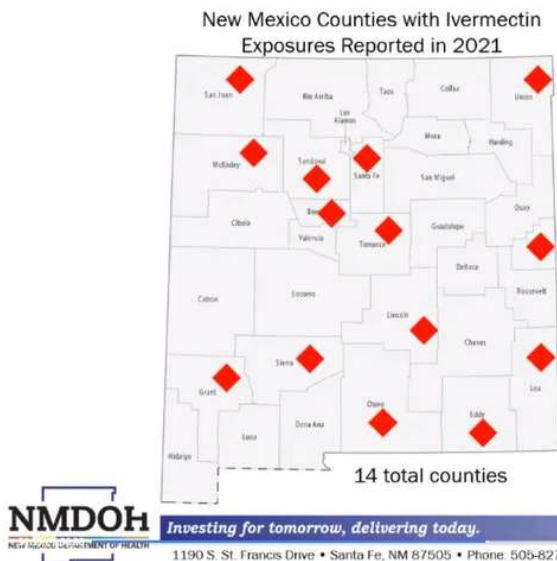 New Mexico Counties with Ivermectin
Exposures Reported in 2021
San Juan
Rio Arriba
Taos
Colfax
Union
Los
Alamos
Mora
Harding
McKinley
Sandoval
Santa Fe
San Miguel
Quay
Cibola
Valencia
Torrance
Guadalupe
DeBaca
Roosevelt
Catron
Socorro
Lincoln
Chaves
Sierra
Grant
Otero
Eddy
Lea
Luna
Dona Ana
Hidalgo
14 total counties
NMDOH
NEW MEXICO DEPARTMENT OF HEALTH
Investing for tomorrow, delivering today.
1190 S. St. Francis Drive • Santa Fe, NM 87505 • Phone: 505-827